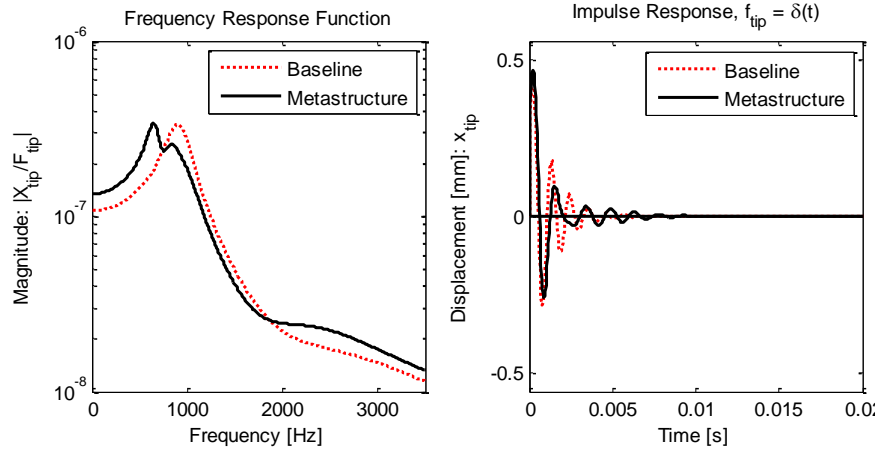 Frequency Response Function
10^-6
10^-7
10^-8
Magnitude: |X_tip/F_tip|
Baseline
Metastructure
0
1000
2000
3000
Frequency [Hz]
Impulse Response, f_tip = δ(t)
0.5
0
-0.5
Displacement [mm]: x_tip
Baseline
Metastructure
0
0.005
0.01
0.015
0.02
Time [s]